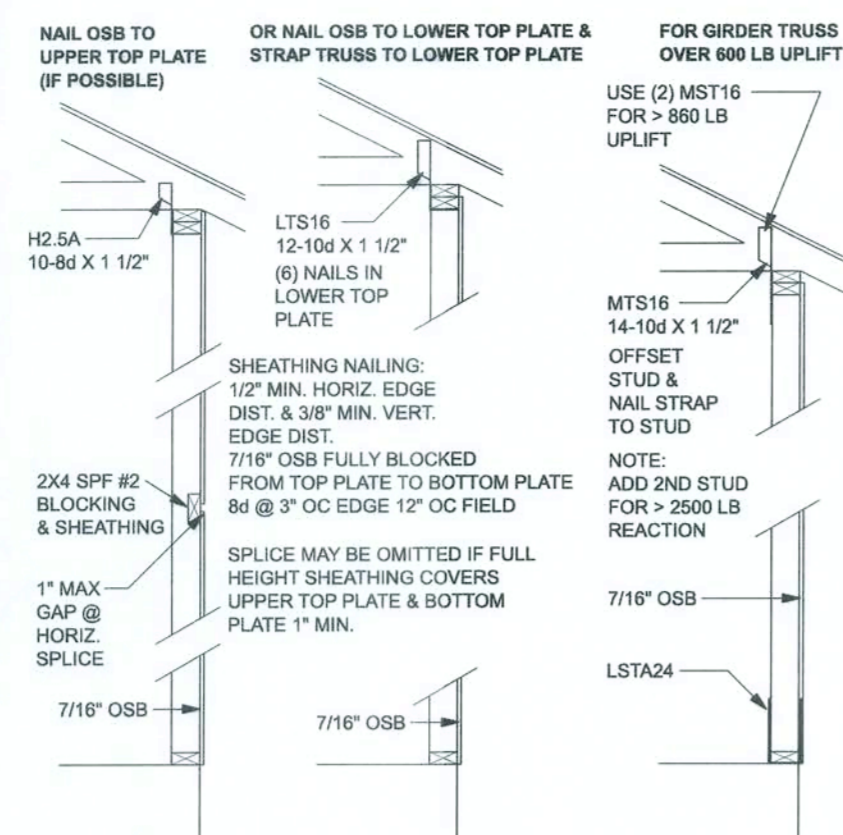 NAIL OSB TO
UPPER TOP PLATE
(IF POSSIBLE)
H2.5A
10-8d X 1 1/2"
2X4 SPF #2
BLOCKING
& SHEATHING
1" MAX
GAP @
HORIZ.
SPLICE
7/16" OSB
OR NAIL OSB TO LOWER TOP PLATE &
STRAP TRUSS TO LOWER TOP PLATE
LTS16
12-10d X 1 1/2"
(6) NAILS IN
LOWER TOP
PLATE
SHEATHING NAILING:
1/2" MIN. HORIZ. EDGE
DIST. & 3/8" MIN. VERT.
EDGE DIST.
7/16" OSB FULLY BLOCKED
FROM TOP PLATE TO BOTTOM PLATE
8d @ 3" OC EDGE 12" OC FIELD
SPLICE MAY BE OMITTED IF FULL
HEIGHT SHEATHING COVERS
UPPER TOP PLATE & BOTTOM
PLATE 1" MIN.
7/16" OSB
FOR GIRDER TRUSS
OVER 600 LB UPLIFT
USE (2) MST16
FOR > 860 LB
UPLIFT
MTS16
14-10d X 1 1/2"
OFFSET
STUD &
NAIL STRAP
TO STUD
NOTE:
ADD 2ND STUD
FOR > 2500 LB
REACTION
7/16" OSB
LSTA24